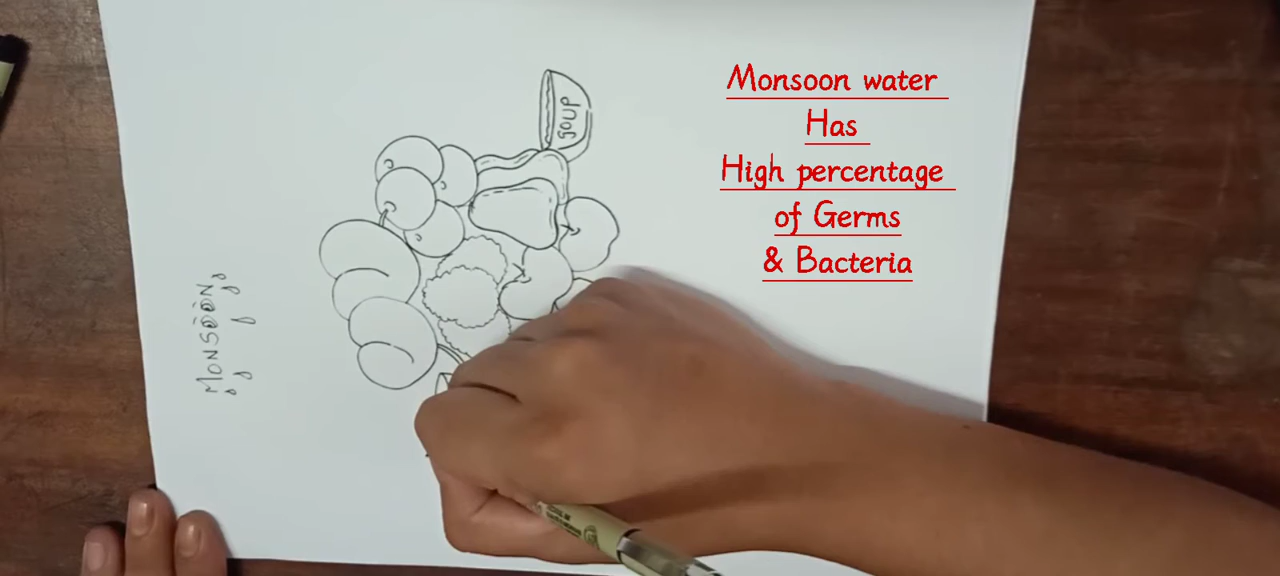 Monsoon water
Has
High percentage
of Germs
& Bacteria
SOUP
MONSOON